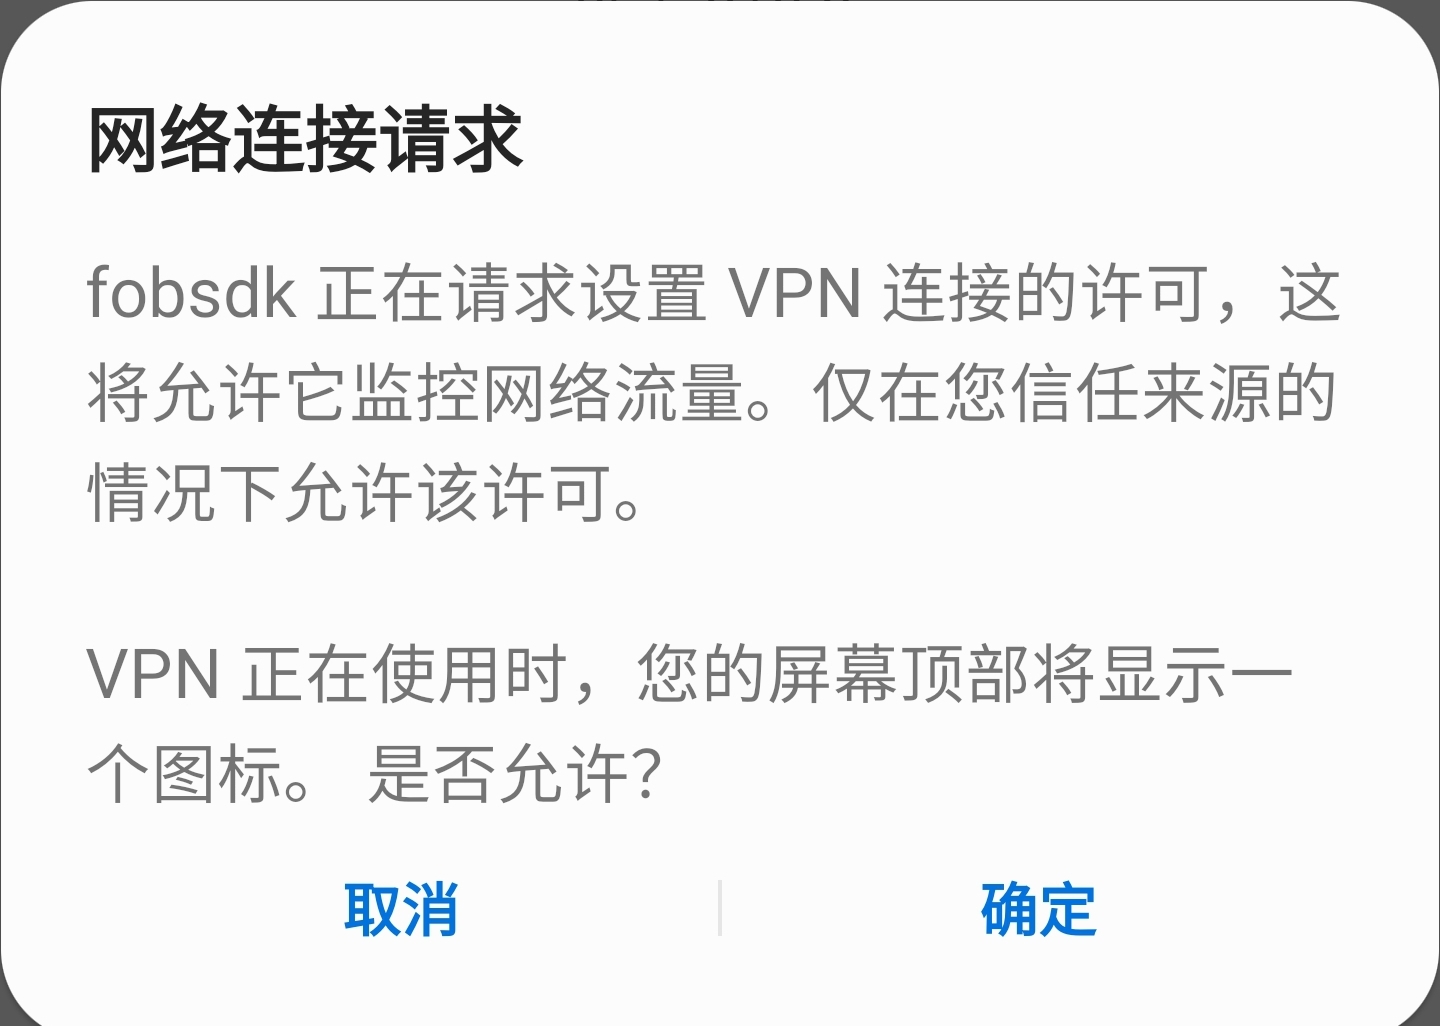 网络连接请求
fobsdk 正在请求设置 VPN 连接的许可，这
将允许它监控网络流量。仅在您信任来源的
情况下允许该许可。
VPN 正在使用时，您的屏幕顶部将显示一
个图标。 是否允许？
取消
确定